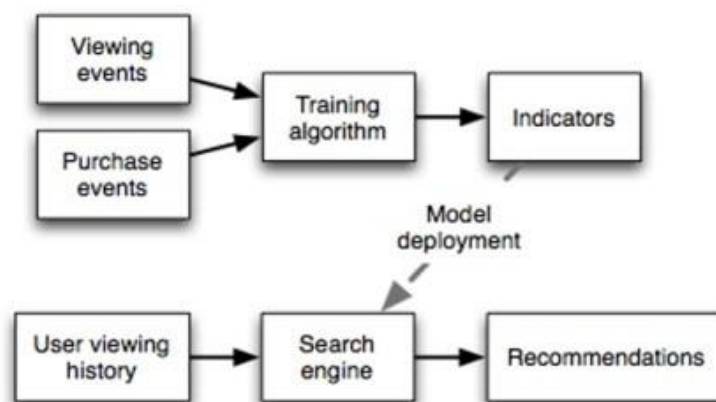 Viewing
events
Training
algorithm
Indicators
Purchase
events
Model
deployment
User viewing
history
Search
engine
Recommendations